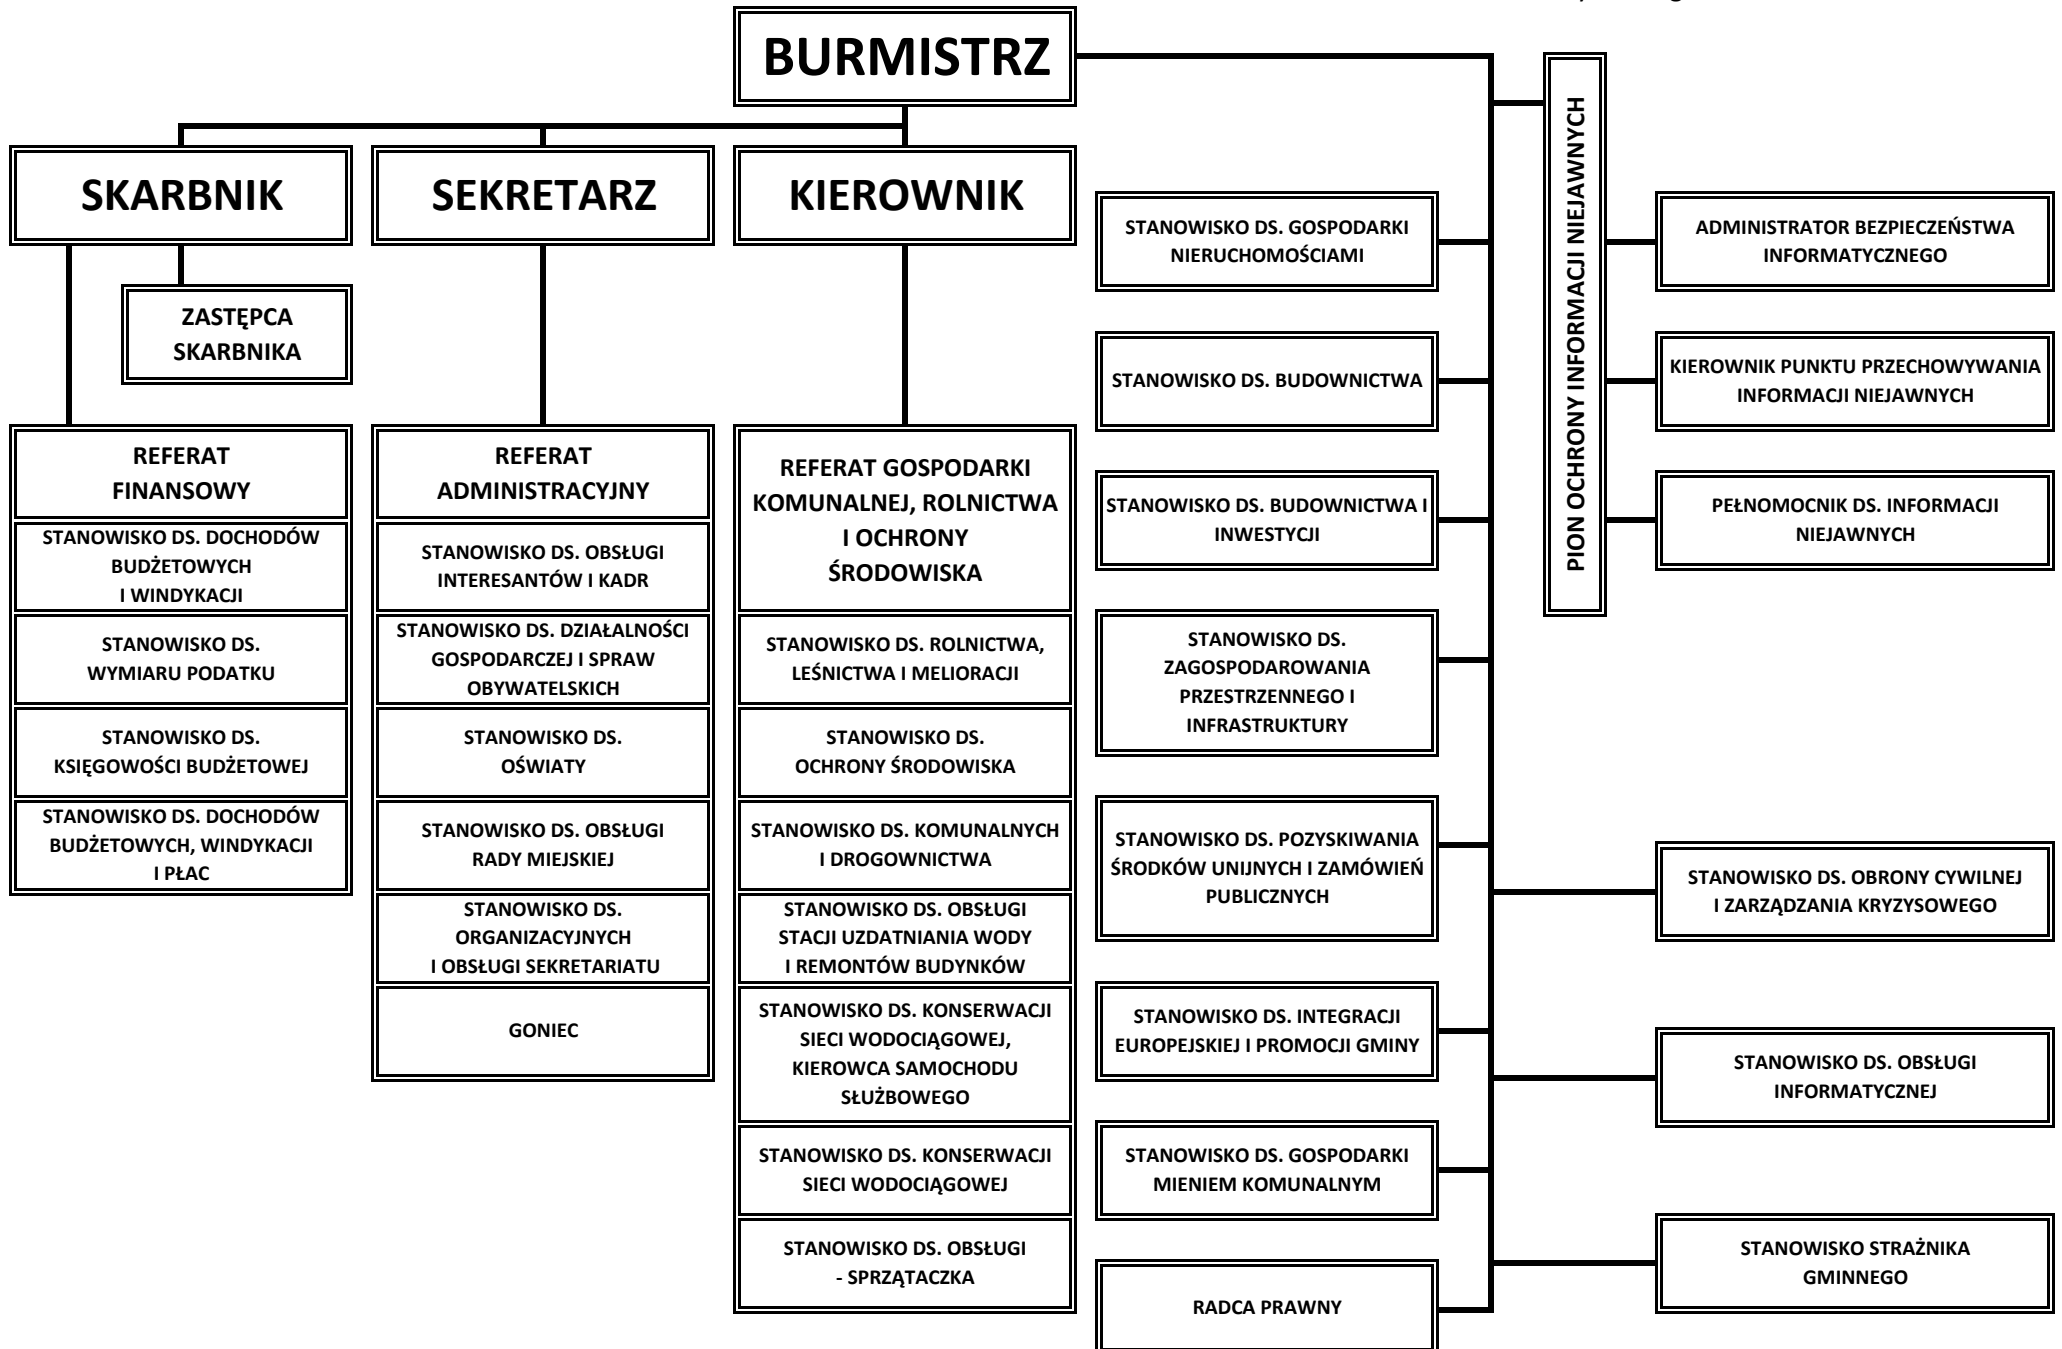 BURMISTRZ
SKARBNIK
SEKRETARZ
KIEROWNIK
ZASTĘPCA
SKARBNIKA
REFERAT
FINANSOWY
STANOWISKO DS. DOCHODÓW
BUDŻETOWYCH
I WINDYKACJI
STANOWISKO DS.
WYMIARU PODATKU
STANOWISKO DS.
KSIĘGOWOŚCI BUDŻETOWEJ
STANOWISKO DS. DOCHODÓW
BUDŻETOWYCH, WINDYKACJI
I PŁAC
REFERAT
ADMINISTRACYJNY
STANOWISKO DS. OBSŁUGI
INTERESANTÓW I KADR
STANOWISKO DS. DZIAŁALNOŚCI
GOSPODARCZEJ I SPRAW
OBYWATELSKICH
STANOWISKO DS.
OŚWIATY
STANOWISKO DS. OBSŁUGI
RADY MIEJSKIEJ
STANOWISKO DS.
ORGANIZACYJNYCH
I OBSŁUGI SEKRETARIATU
GONIEC
REFERAT GOSPODARKI
KOMUNALNEJ, ROLNICTWA
I OCHRONY
ŚRODOWISKA
STANOWISKO DS. ROLNICTWA,
LEŚNICTWA I MELIORACJI
STANOWISKO DS.
OCHRONY ŚRODOWISKA
STANOWISKO DS. KOMUNALNYCH
I DROGOWNICTWA
STANOWISKO DS. OBSŁUGI
STACJI UZDATNIANIA WODY
I REMONTÓW BUDYNKÓW
STANOWISKO DS. KONSERWACJI
SIECI WODOCIĄGOWEJ,
KIEROWCA SAMOCHODU
SŁUŻBOWEGO
STANOWISKO DS. KONSERWACJI
SIECI WODOCIĄGOWEJ
STANOWISKO DS. OBSŁUGI
- SPRZĄTACZKA
STANOWISKO DS. GOSPODARKI
NIERUCHOMOŚCIAMI
STANOWISKO DS. BUDOWNICTWA
STANOWISKO DS. BUDOWNICTWA I
INWESTYCJI
STANOWISKO DS.
ZAGOSPODAROWANIA
PRZESTRZENNEGO I
INFRASTRUKTURY
STANOWISKO DS. POZYSKIWANIA
ŚRODKÓW UNIJNYCH I ZAMÓWIEŃ
PUBLICZNYCH
STANOWISKO DS. INTEGRACJI
EUROPEJSKIEJ I PROMOCJI GMINY
STANOWISKO DS. GOSPODARKI
MIENIEM KOMUNALNYM
RADCA PRAWNY
PION OCHRONY INFORMACJI NIEJAWNYCH
ADMINISTRATOR BEZPIECZEŃSTWA
INFORMATYCZNEGO
KIEROWNIK PUNKTU PRZECHOWYWANIA
INFORMACJI NIEJAWNYCH
PEŁNOMOCNIK DS. INFORMACJI
NIEJAWNYCH
STANOWISKO DS. OBRONY CYWILNEJ
I ZARZĄDZANIA KRYZYSOWEGO
STANOWISKO DS. OBSŁUGI
INFORMATYCZNEJ
STANOWISKO STRAŻNIKA
GMINNEGO